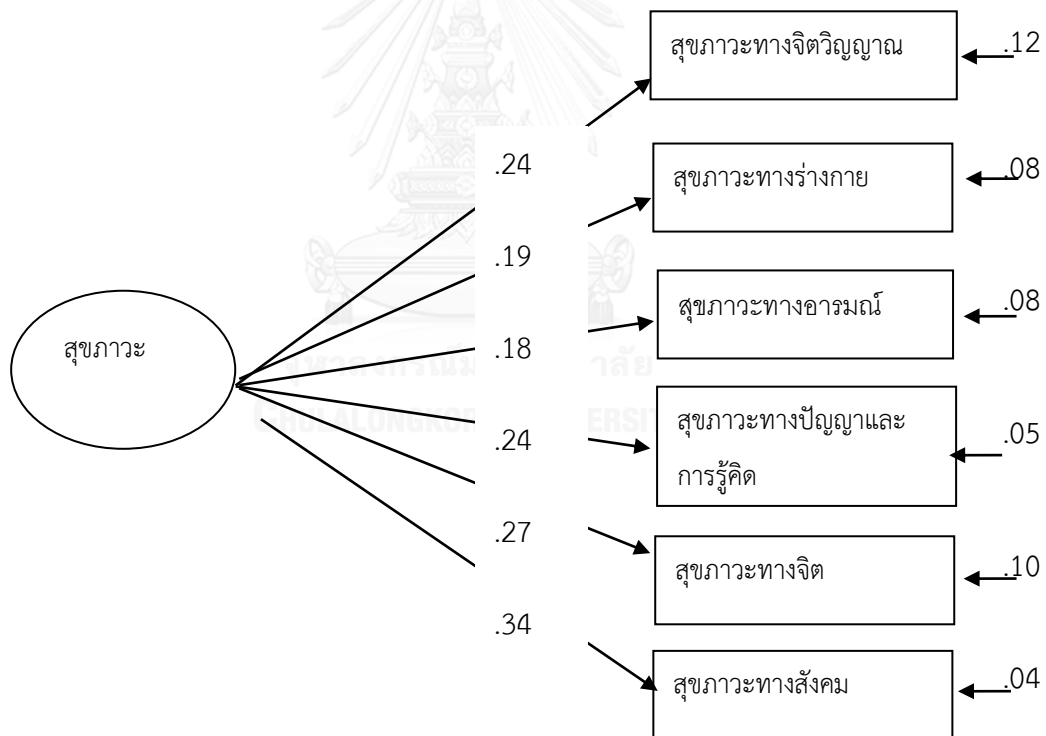 สุขภาวะทางจิตวิญญาณ
.12
.24
สุขภาวะทางร่างกาย
.08
.19
สุขภาวะทางอารมณ์
.08
สุขภาวะ
.18
สุขภาวะทางปัญญาและ
การรู้คิด
.05
.24
.27
สุขภาวะทางจิต
.10
.34
สุขภาวะทางสังคม
.04